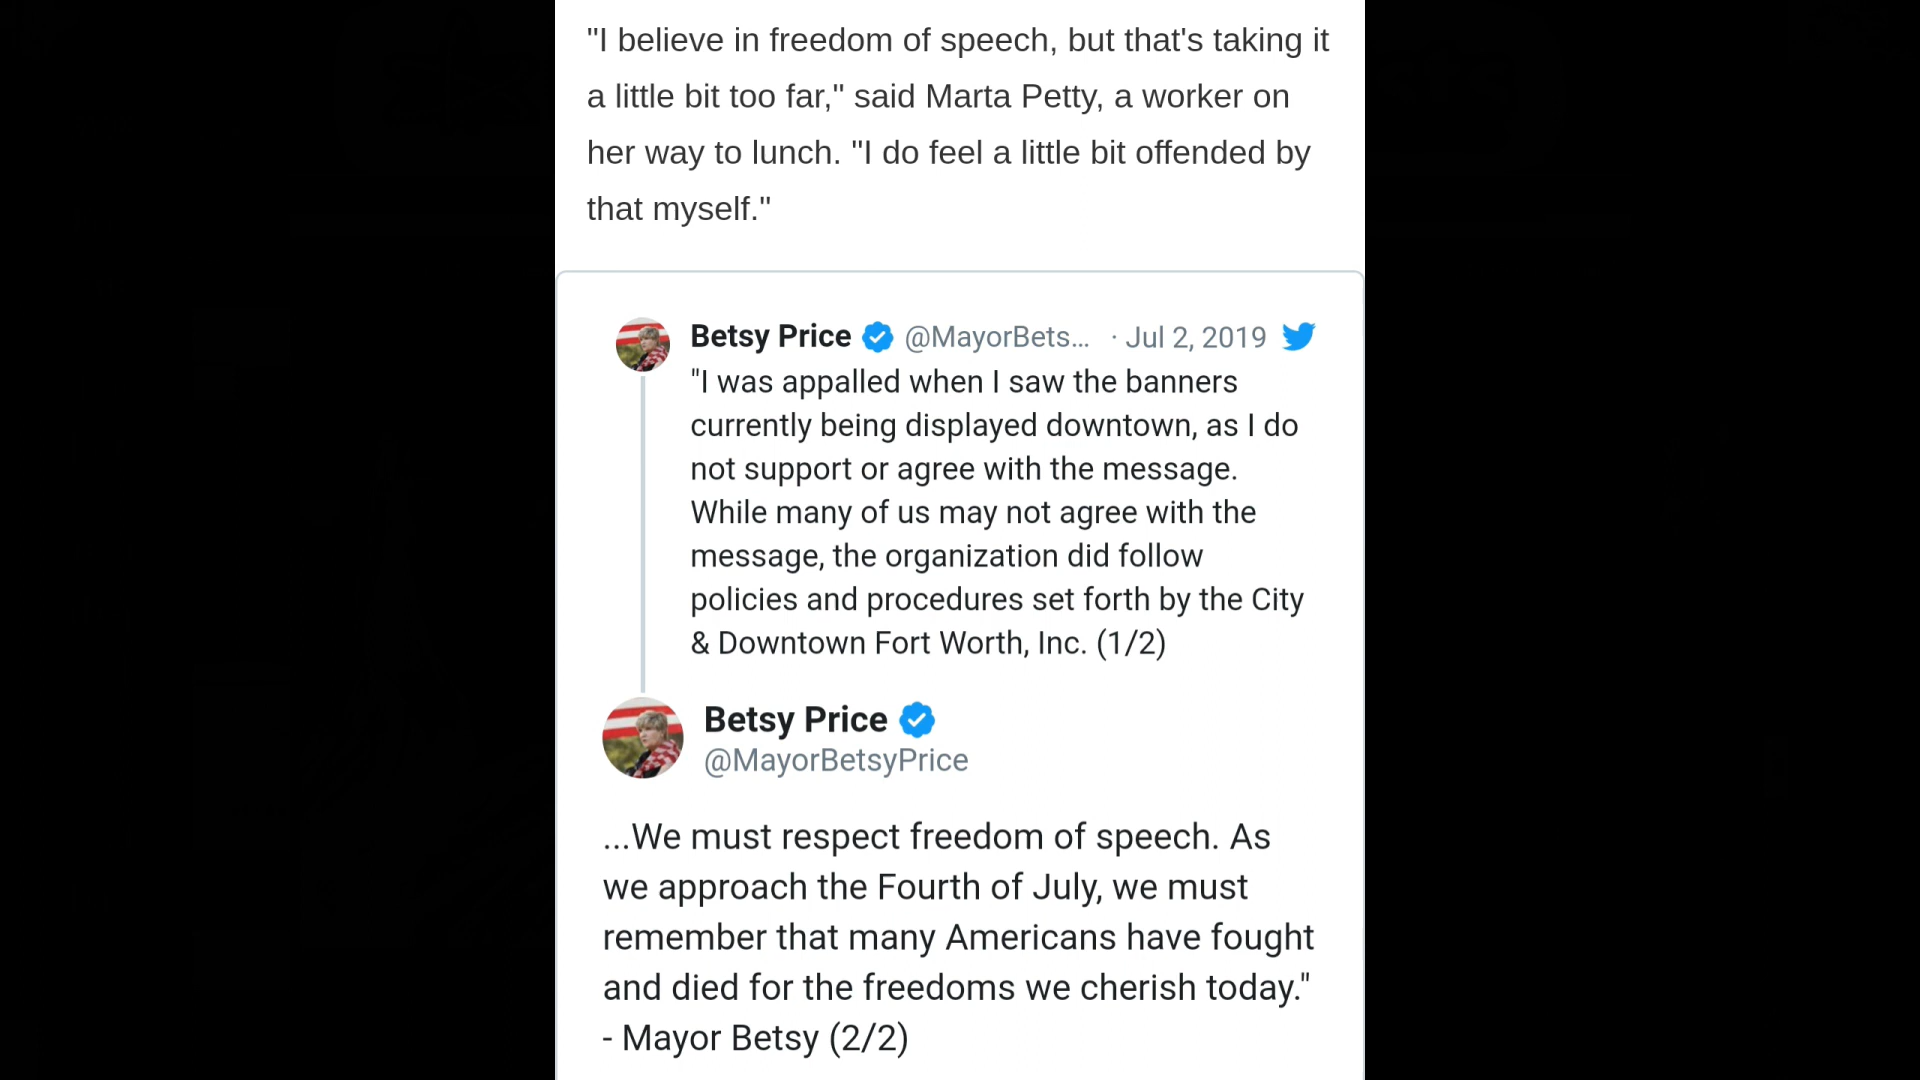 "I believe in freedom of speech, but that's taking it
a little bit too far," said Marta Petty, a worker on
her way to lunch. "I do feel a little bit offended by
that myself."
Betsy Price @MayorBets... · Jul 2, 2019
"I was appalled when I saw the banners
currently being displayed downtown, as I do
not support or agree with the message.
While many of us may not agree with the
message, the organization did follow
policies and procedures set forth by the City
& Downtown Fort Worth, Inc. (1/2)
Betsy Price
@MayorBetsyPrice
...We must respect freedom of speech. As
we approach the Fourth of July, we must
remember that many Americans have fought
and died for the freedoms we cherish today."
- Mayor Betsy (2/2)